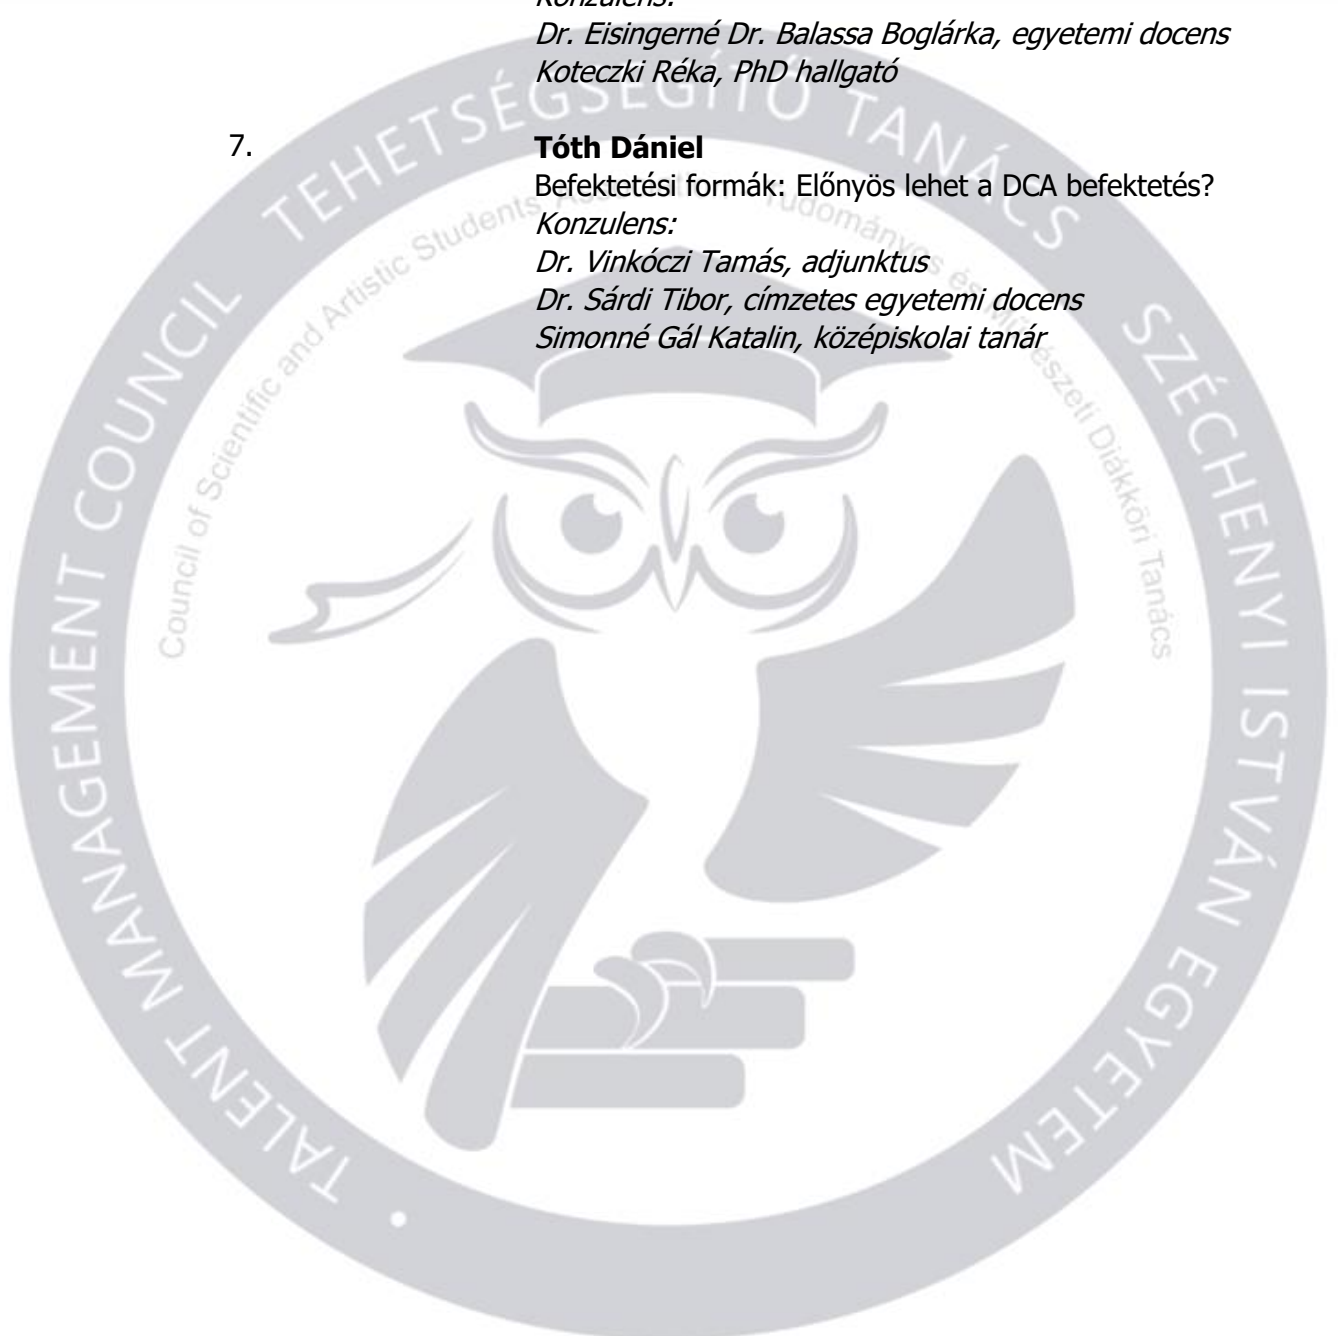 Konzulens:
Dr. Eisingerné Dr. Balassa Boglárka, egyetemi docens
Koteczki Réka, PhD hallgató
7.
Tóth Dániel
Befektetési formák: Előnyös lehet a DCA befektetés?
Konzulens:
Dr. Vinkóczi Tamás, adjunktus
Dr. Sárdi Tibor, címzetes egyetemi docens
Simonné Gál Katalin, középiskolai tanár
TALENT MANAGEMENT COUNCIL TEHETSÉGSEGÍTŐ TANÁCS SZÉCHENYI ISTVÁN EGYETEM
Council of Scientific and Artistic Students Tudományos és Művészeti Diákköri Tanács